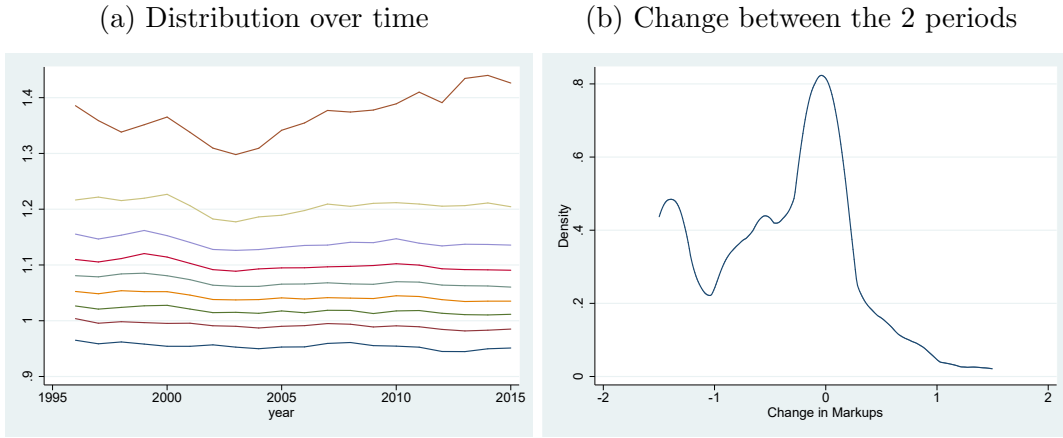 (a) Distribution over time
(b) Change between the 2 periods
1.4
1.3
1.2
1.1
1
.9
1995 2000 2005 2010 2015
year
.8
.6
.4
.2
0
Density
-2 -1 0 1 2
Change in Markups